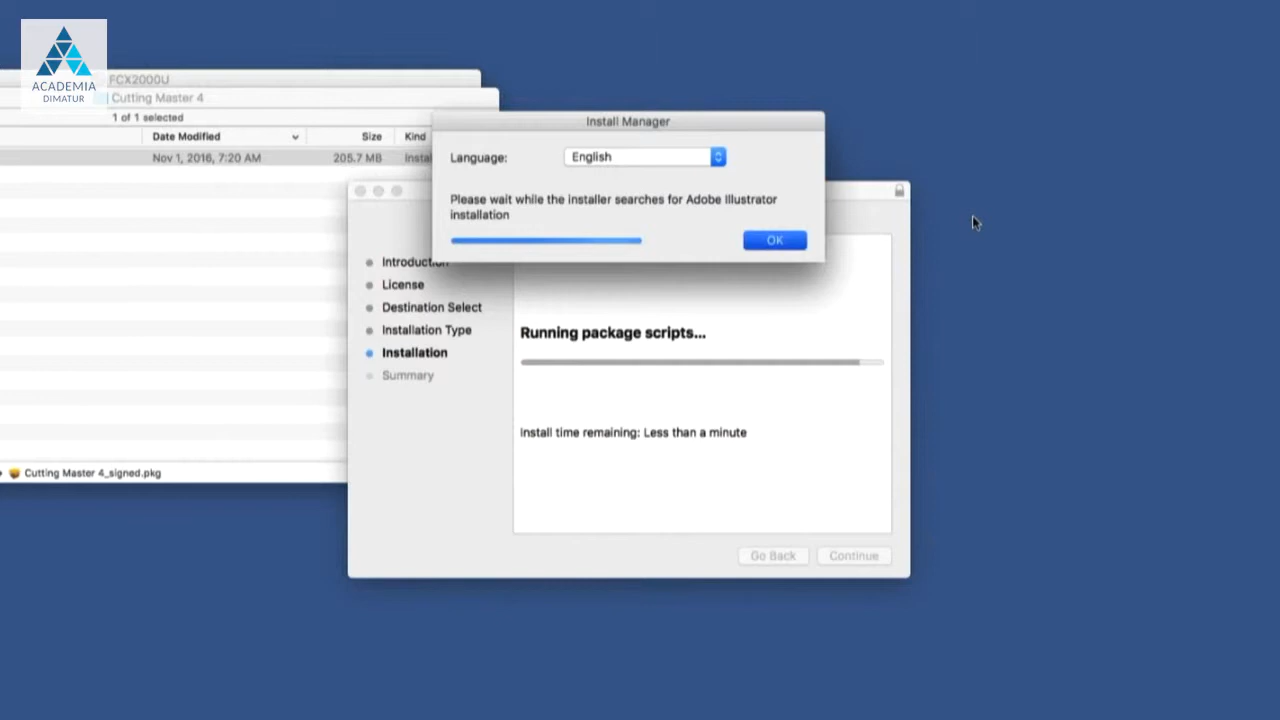 ACADEMIA
DIMATUR
FCX2000U
Cutting Master 4
1 of 1 selected
Date Modified Size Kind
Nov 1, 2016, 7:20 AM 205.7 MB Instal
Cutting Master 4_signed.pkg
Install Manager
Language: English
Please wait while the installer searches for Adobe Illustrator
installation
OK
Introduction
License
Destination Select
Installation Type
Installation
Summary
Running package scripts...
Install time remaining: Less than a minute
Go Back Continue